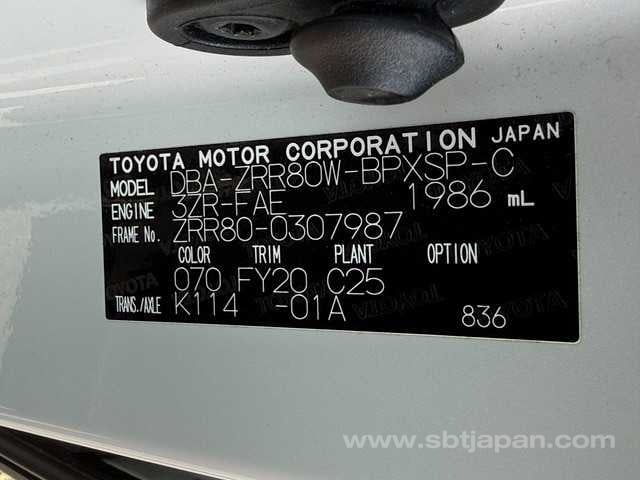 TOYOTA MOTOR CORPORATION JAPAN
MODEL DBA-ZRR80W-BPXSP-C
ENGINE 3ZR-FAE 1986 mL
FRAME No. ZRR80-0307987
COLOR TRIM PLANT OPTION
070 FY20 C25
TRANS./AXLE K114 -01A
836
www.sbtjapan.com